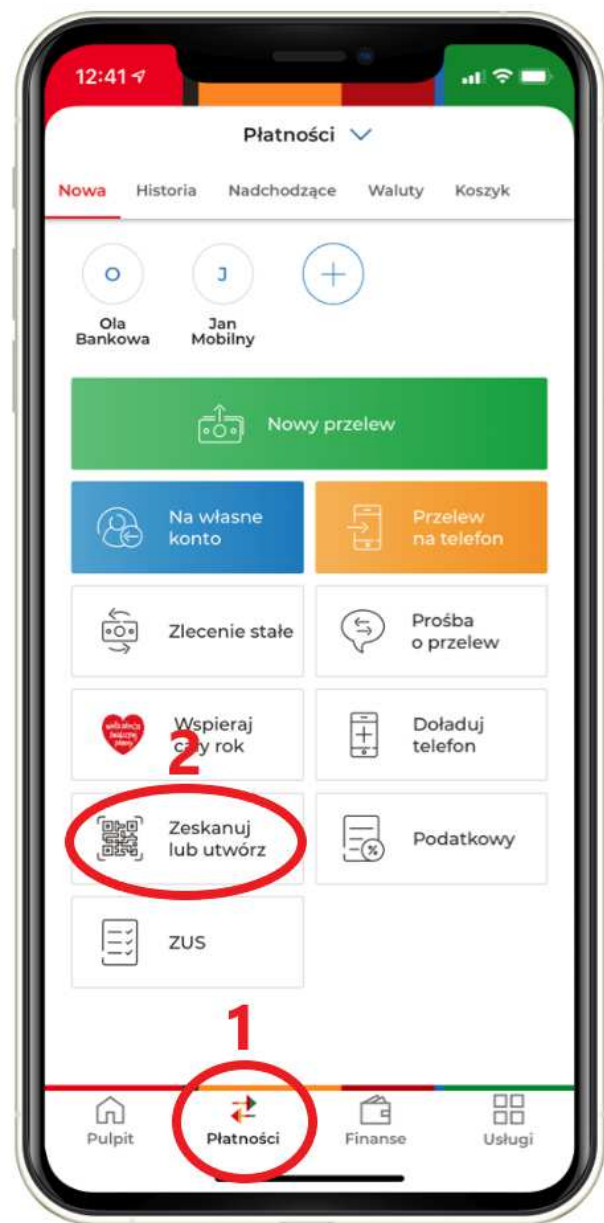 12:41
Płatności
Nowa Historia Nadchodzące Waluty Koszyk
O J
Ola Bankowa
Jan Mobilny
Nowy przelew
Na własne konto
Przelew na telefon
Zlecenie stałe
Prośba o przelew
Wspieraj cały rok
Doładuj telefon
2
Zeskanuj lub utwórz
Podatkowy
ZUS
1
Pulpit Płatności Finanse Usługi